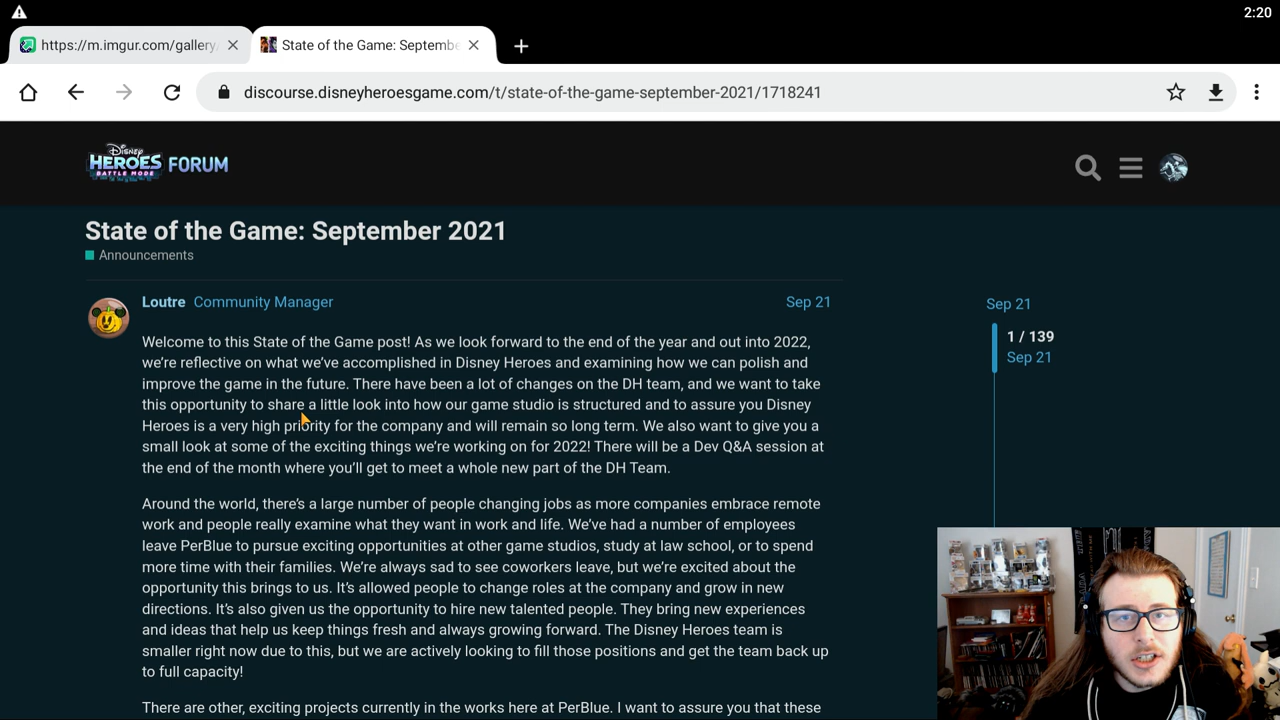 2:20
https://m.imgur.com/gallery
State of the Game: Septembe
discourse.disneyheroesgame.com/t/state-of-the-game-september-2021/1718241
Disney
HEROES
BATTLE MODE
FORUM
State of the Game: September 2021
Announcements
Loutre Community Manager
Sep 21
Welcome to this State of the Game post! As we look forward to the end of the year and out into 2022,
we're reflective on what we've accomplished in Disney Heroes and examining how we can polish and
improve the game in the future. There have been a lot of changes on the DH team, and we want to take
this opportunity to share a little look into how our game studio is structured and to assure you Disney
Heroes is a very high priority for the company and will remain so long term. We also want to give you a
small look at some of the exciting things we're working on for 2022! There will be a Dev Q&A session at
the end of the month where you'll get to meet a whole new part of the DH Team.
Around the world, there's a large number of people changing jobs as more companies embrace remote
work and people really examine what they want in work and life. We've had a number of employees
leave PerBlue to pursue exciting opportunities at other game studios, study at law school, or to spend
more time with their families. We're always sad to see coworkers leave, but we're excited about the
opportunity this brings to us. It's allowed people to change roles at the company and grow in new
directions. It's also given us the opportunity to hire new talented people. They bring new experiences
and ideas that help us keep things fresh and always growing forward. The Disney Heroes team is
smaller right now due to this, but we are actively looking to fill those positions and get the team back up
to full capacity!
There are other, exciting projects currently in the works here at PerBlue. I want to assure you that these
Sep 21
1 / 139
Sep 21